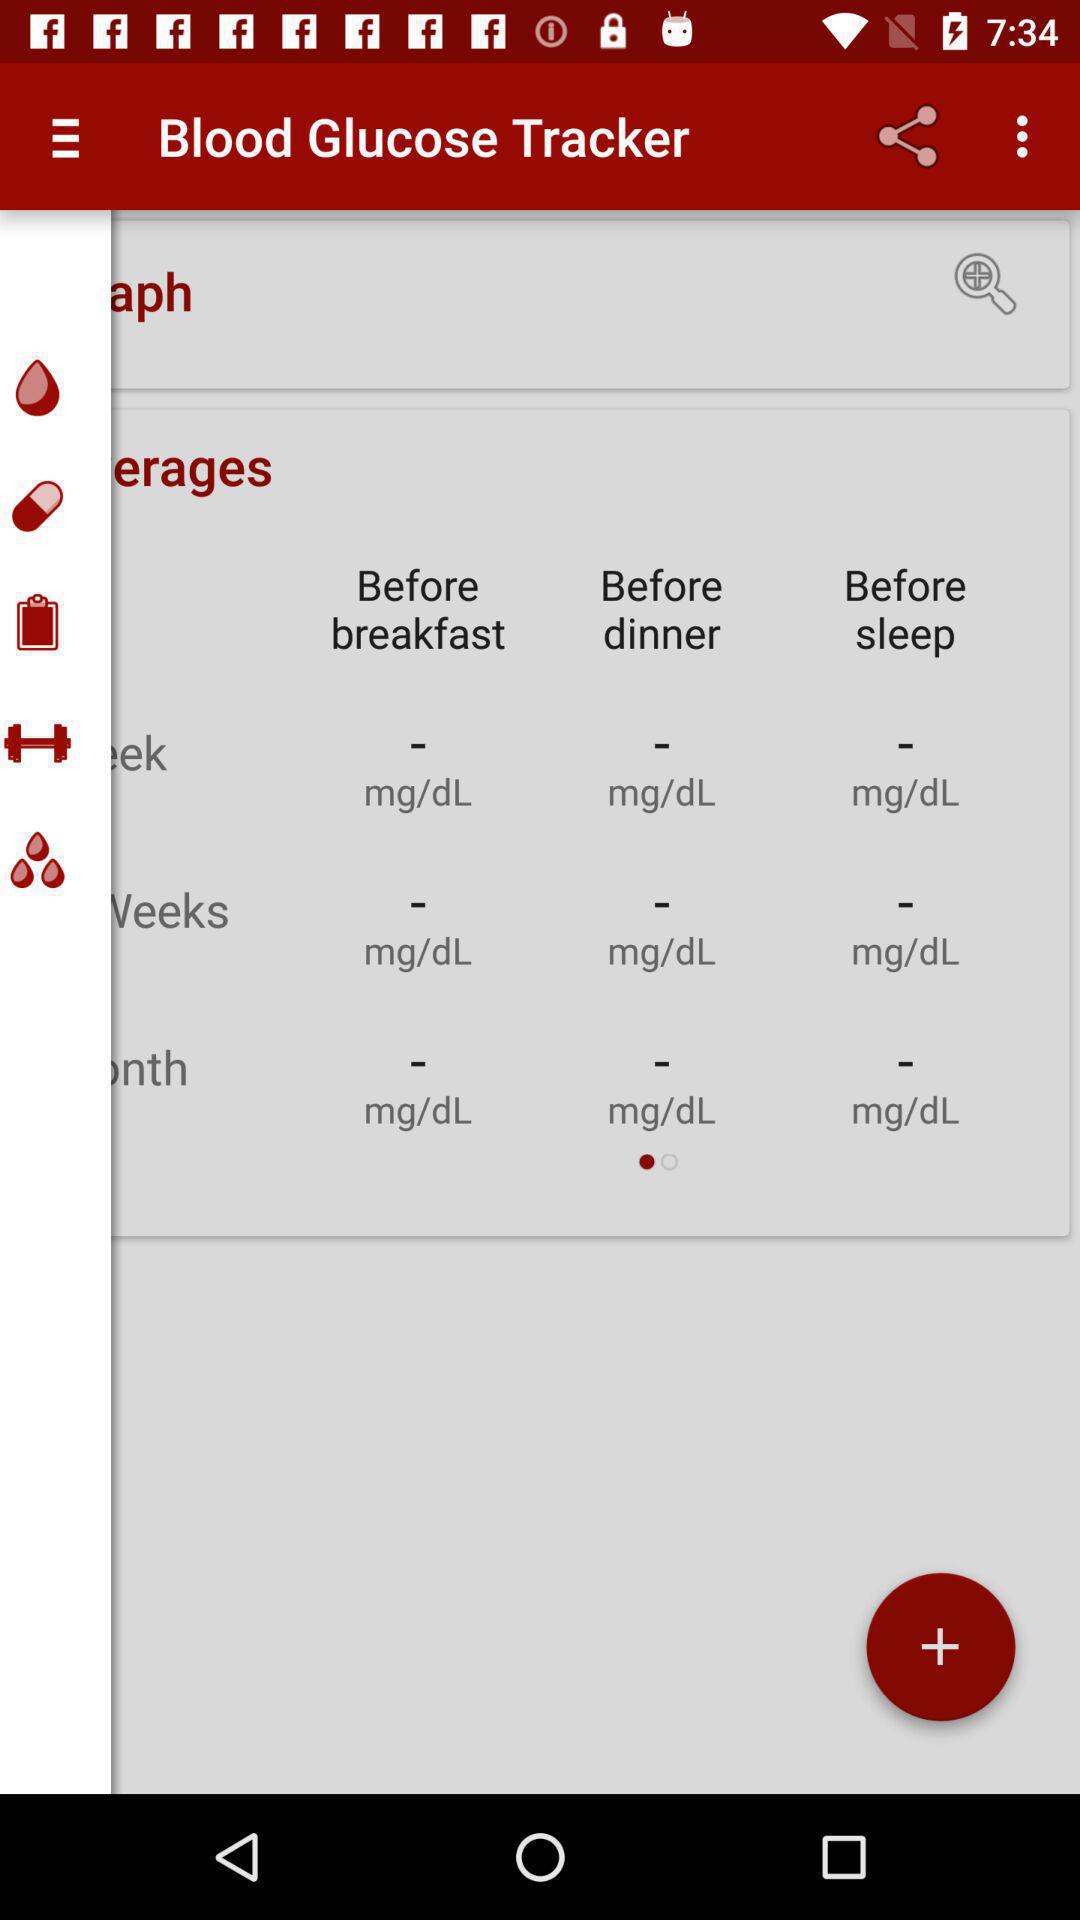 7:34
Blood Glucose Tracker
aph
erages
Before breakfast
Before dinner
Before sleep
eek
-
-
-
mg/dL
mg/dL
mg/dL
Weeks
-
-
-
mg/dL
mg/dL
mg/dL
onth
-
-
-
mg/dL
mg/dL
mg/dL
+